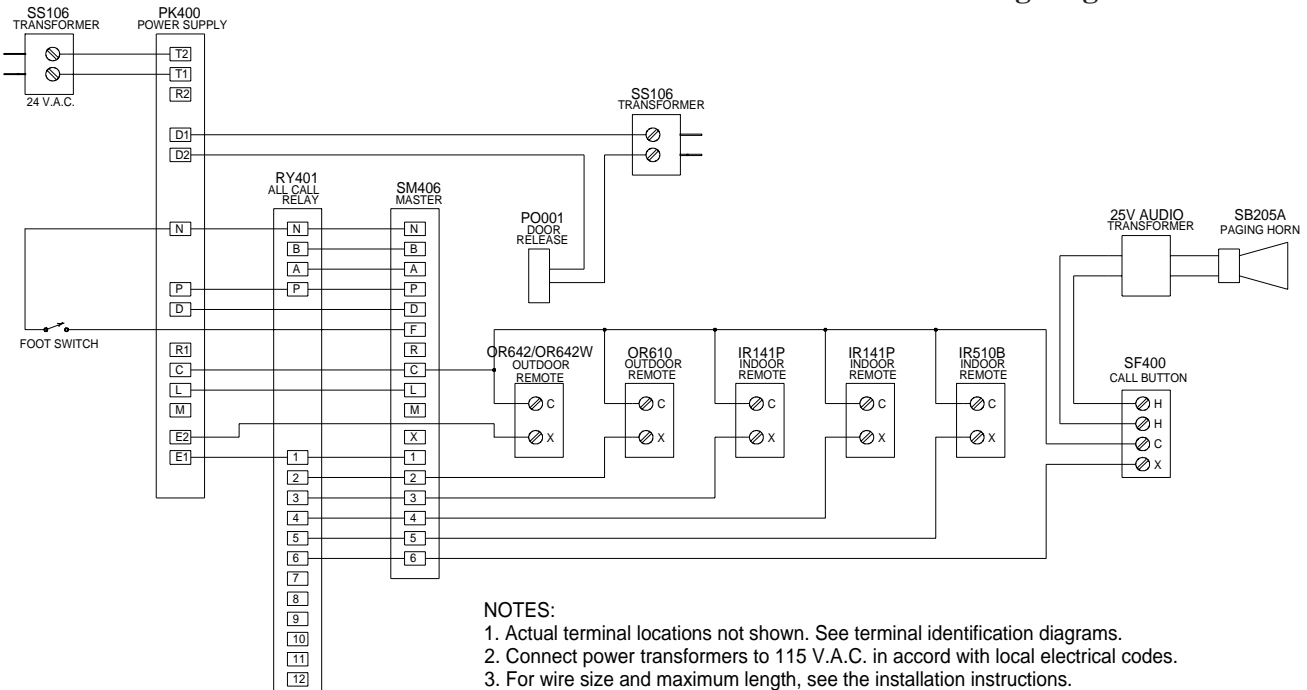 SS106
TRANSFORMER
24 V.A.C.
PK400
POWER SUPPLY
T2
T1
R2
D1
D2
N
P
D
R1
C
L
M
E2
E1
FOOT SWITCH
RY401
ALL CALL
RELAY
N
B
A
P
1
2
3
4
5
6
7
8
9
10
11
12
SM406
MASTER
N
B
A
P
D
F
R
C
L
M
X
1
2
3
4
5
6
SS106
TRANSFORMER
PO001
DOOR
RELEASE
OR642/OR642W
OUTDOOR
REMOTE
C
X
OR610
OUTDOOR
REMOTE
C
X
IR141P
INDOOR
REMOTE
C
X
IR141P
INDOOR
REMOTE
C
X
IR510B
INDOOR
REMOTE
C
X
25V AUDIO
TRANSFORMER
SB205A
PAGING HORN
SF400
CALL BUTTON
H
H
C
X
NOTES:
1. Actual terminal locations not shown. See terminal identification diagrams.
2. Connect power transformers to 115 V.A.C. in accord with local electrical codes.
3. For wire size and maximum length, see the installation instructions.